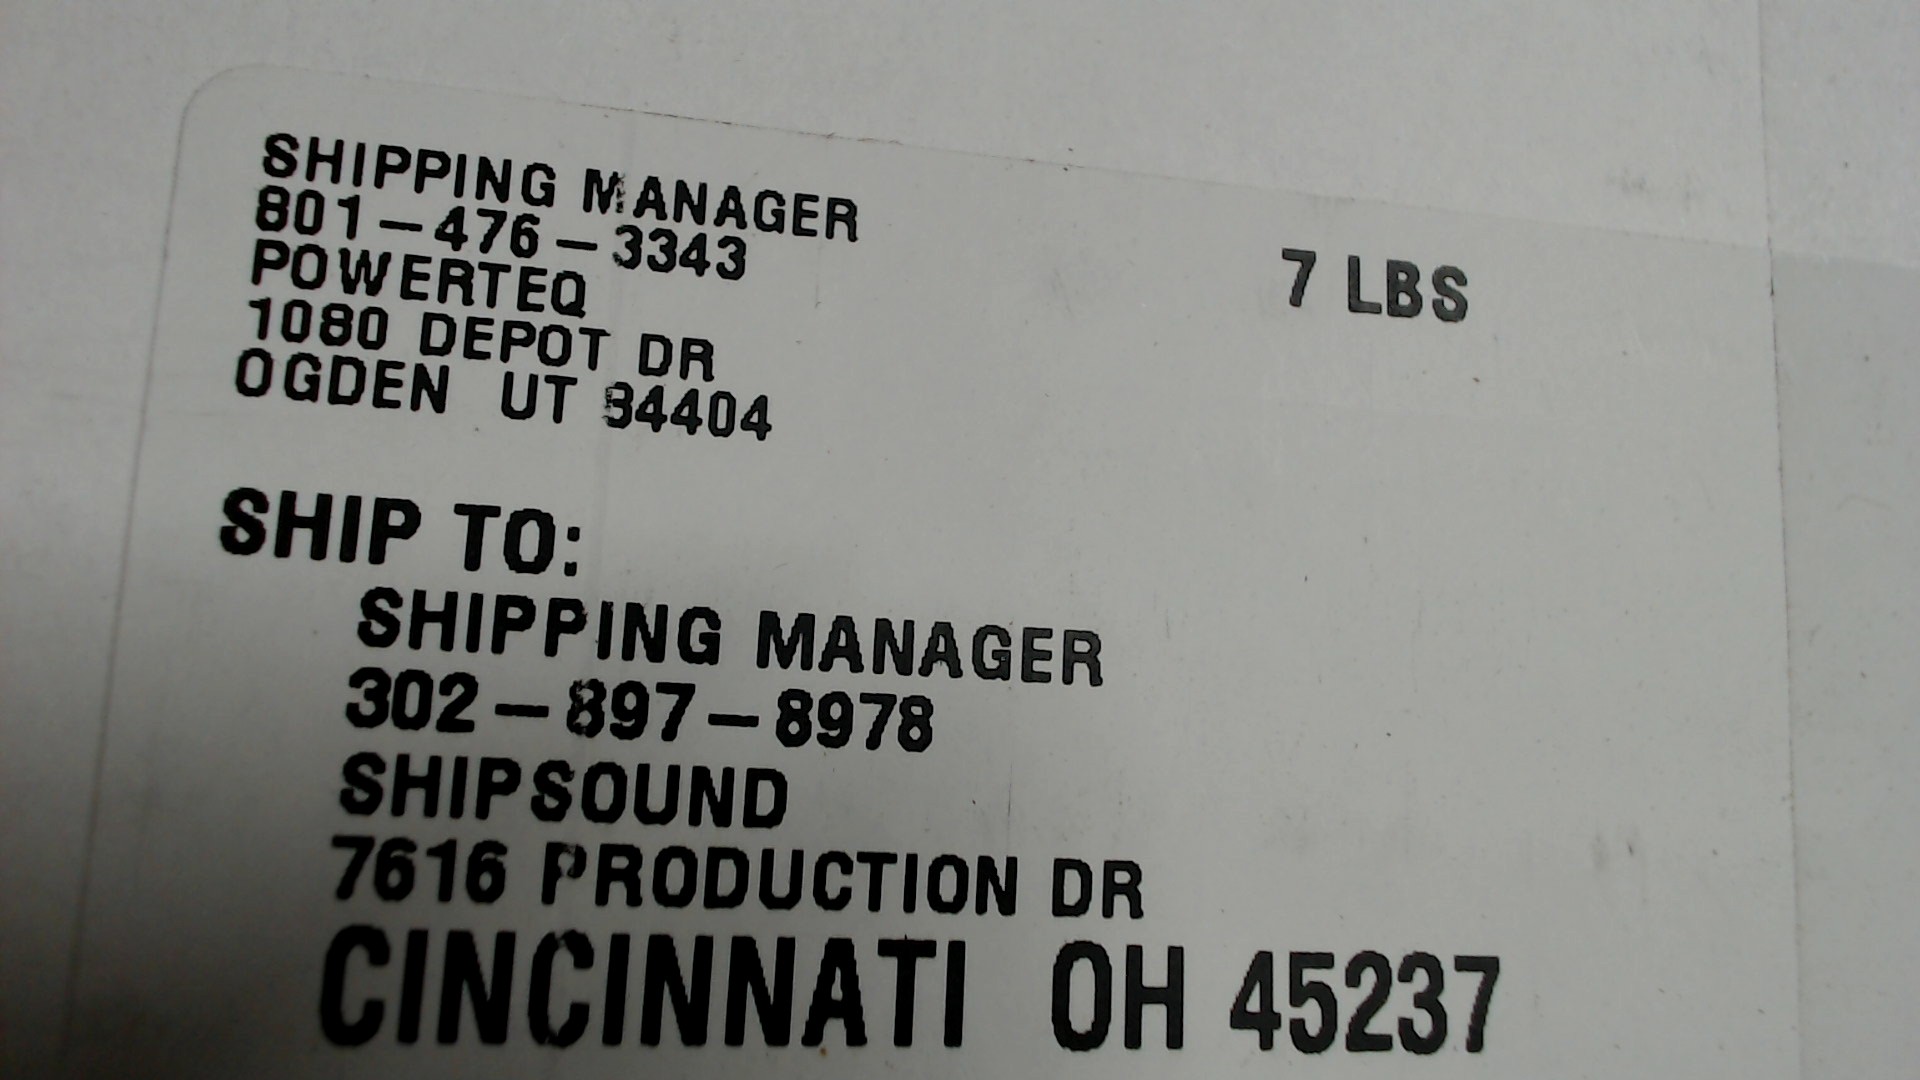 SHIPPING MANAGER
801-476-3343
7 LBS
POWERTEQ
1080 DEPOT DR
OGDEN UT 84404
SHIP TO:
SHIPPING MANAGER
302-897-8978
SHIPSOUND
7616 PRODUCTION DR
CINCINNATI OH 45237